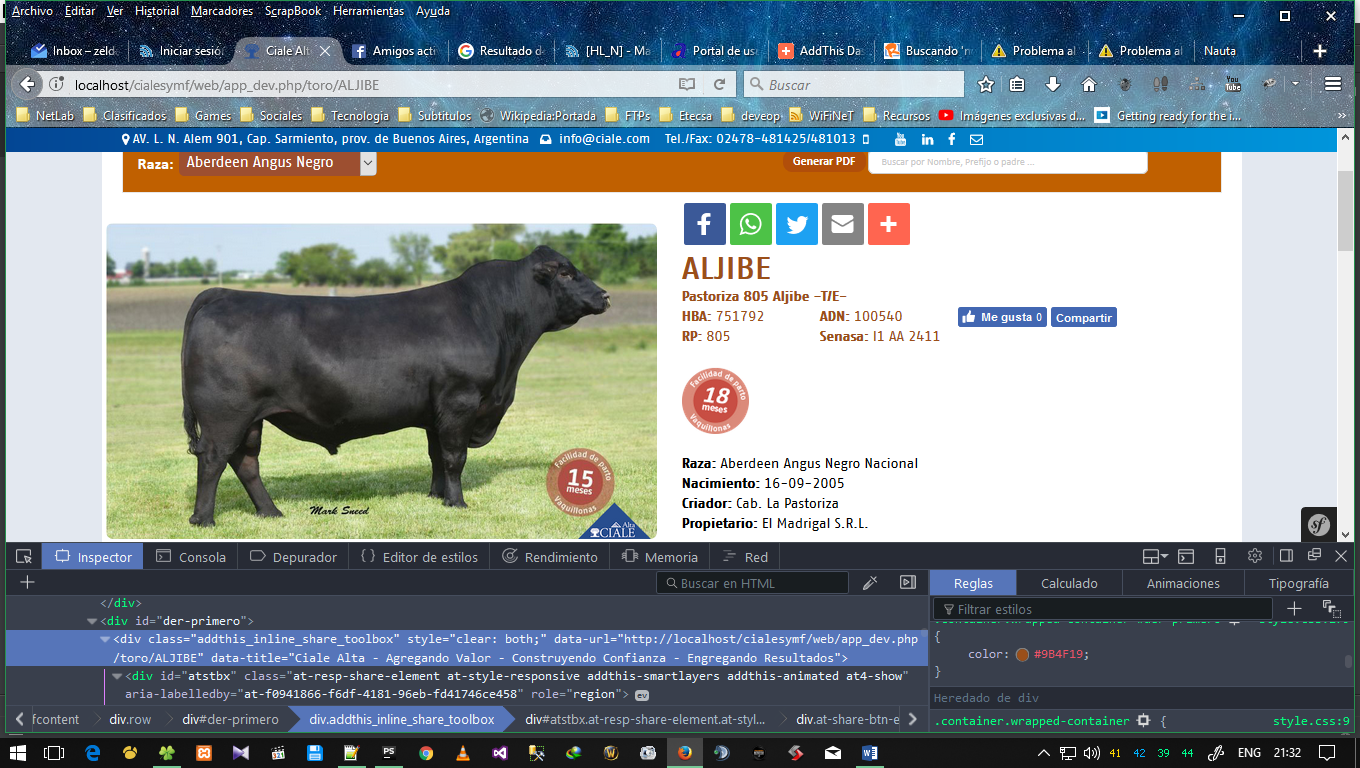 Archivo Editar Ver Historial Marcadores ScrapBook Herramientas Ayuda
Inbox – zeld Iniciar sesió Ciale Alt Amigos acti Resultado d [HL_N] - Ma Portal de us AddThis Da Buscando 'n Problema al Problema al Nauta
localhost/cialesymf/web/app_dev.php/toro/ALJIBE
Buscar
You Tube
NetLab Clasificados Games Sociales Tecnologia Subtitulos Wikipedia:Portada FTPs Etecsa deveop WiFiNeT Recursos Imágenes exclusivas d... Getting ready for the i...
AV. L. N. Alem 901, Cap. Sarmiento, prov. de Buenos Aires, Argentina info@ciale.com Tel./Fax: 02478-481425/481013
Raza: Aberdeen Angus Negro
Generar PDF
Buscar por Nombre, Prefijo o padre ...
ALJIBE
Pastoriza 805 Aljibe -T/E-
HBA: 751792 ADN: 100540
Me gusta 0 Compartir
RP: 805 Senasa: I1 AA 2411
Facilidad de parto
18
meses
Vaquillonas
Raza: Aberdeen Angus Negro Nacional
Nacimiento: 16-09-2005
Criador: Cab. La Pastoriza
Propietario: El Madrigal S.R.L.
Facilidad de parto
15
meses
Vaquillonas
Mark Sneed
Alta
CIALE
sf
Inspector Consola Depurador Editor de estilos Rendimiento Memoria Red
Buscar en HTML
Reglas Calculado Animaciones Tipografía
Filtrar estilos
</div>
<div id="der-primero">
<div class="addthis_inline_share_toolbox" style="clear: both;" data-url="http://localhost/cialesymf/web/app_dev.php
/toro/ALJIBE" data-title="Ciale Alta - Agregando Valor - Construyendo Confianza - Engregando Resultados">
<div id="atstbx" class="at-resp-share-element at-style-responsive addthis-smartlayers addthis-animated at4-show"
aria-labelledby="at-f0941866-f6df-4181-96eb-fd41746ce458" role="region"> ev
{
color: #9B4F19;
}
Heredado de div
.container.wrapped-container { style.css:9
fcontent div.row div#der-primero div.addthis_inline_share_toolbox div#atstbx.at-resp-share-element.at-styl... div.at-share-btn-e
PS
41 42 39 44 ENG 21:32